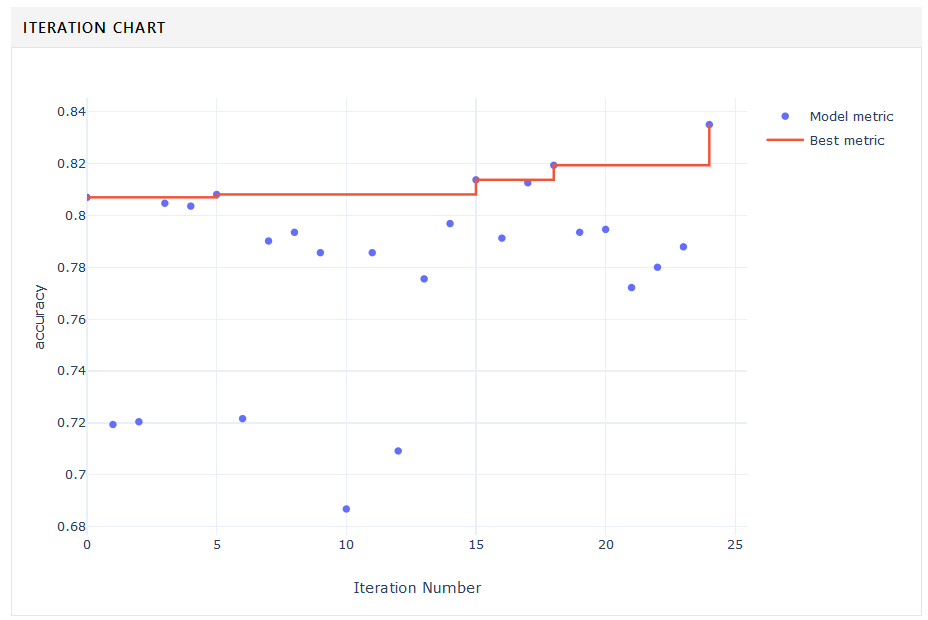 ITERATION CHART
0.84
0.82
0.8
0.78
0.76
0.74
0.72
0.7
0.68
accuracy
0 5 10 15 20 25
Iteration Number
Model metric
Best metric